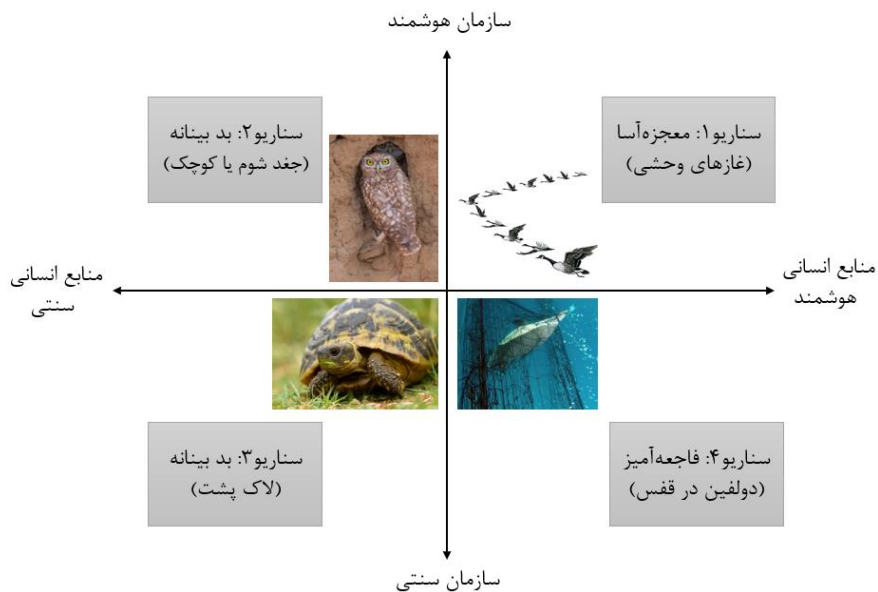 سازمان هوشمند
سناریو۱: معجزه‌آسا
(غازهای وحشی)
سناریو۲: بد بینانه
(جغد شوم یا کوچک)
منابع انسانی
هوشمند
منابع انسانی
سنتی
سناریو۴: فاجعه‌آمیز
(دولفین در قفس)
سناریو۳: بد بینانه
(لاک پشت)
سازمان سنتی